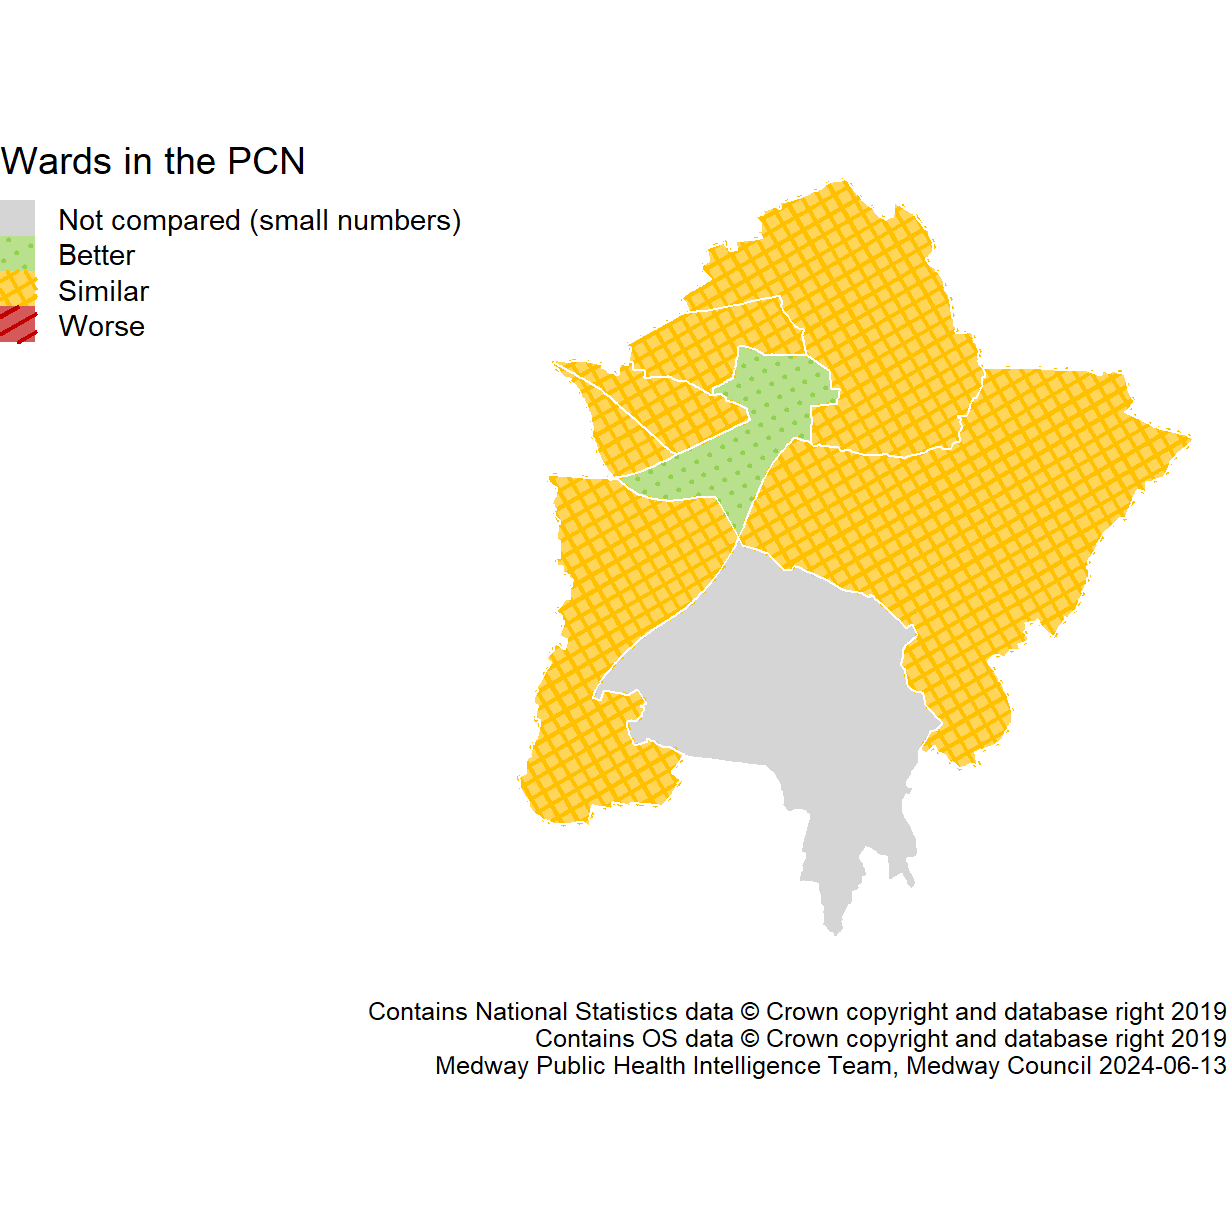 Wards in the PCN
Not compared (small numbers)
Better
Similar
Worse
Contains National Statistics data © Crown copyright and database right 2019
Contains OS data © Crown copyright and database right 2019
Medway Public Health Intelligence Team, Medway Council 2024-06-13